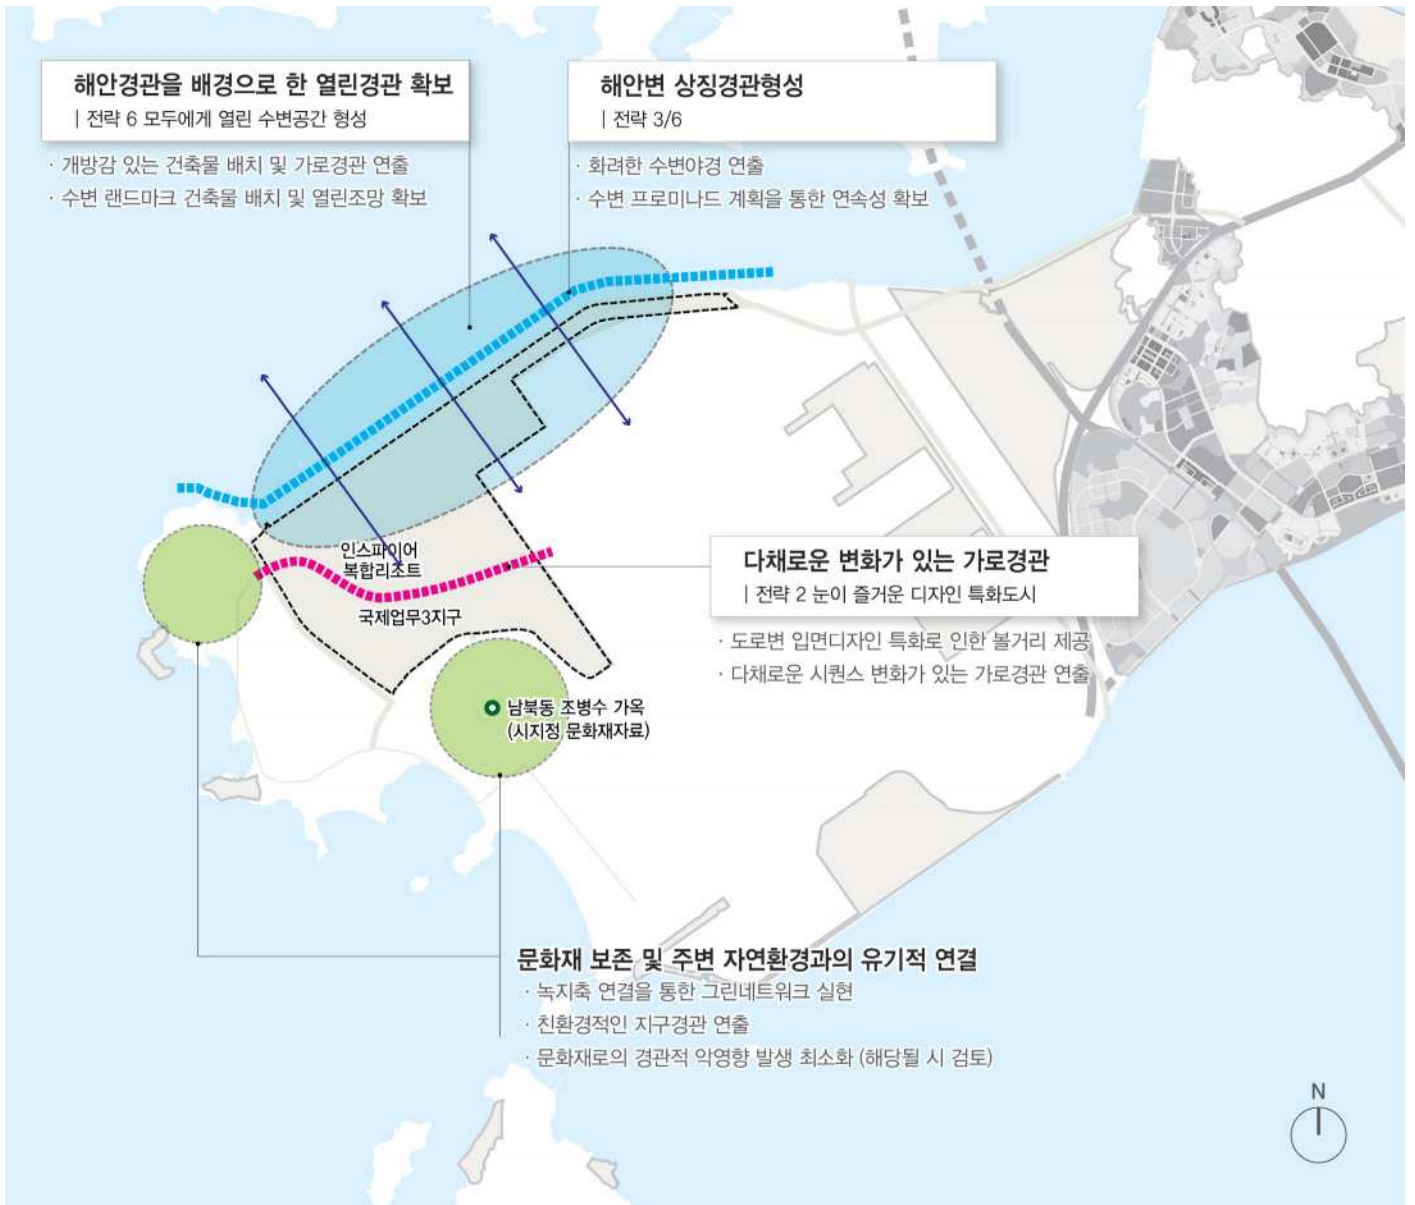 해안경관을 배경으로 한 열린경관 확보
| 전략 6 모두에게 열린 수변공간 형성
· 개방감 있는 건축물 배치 및 가로경관 연출
· 수변 랜드마크 건축물 배치 및 열린조망 확보
해안변 상징경관형성
| 전략 3/6
· 화려한 수변야경 연출
· 수변 프로미나드 계획을 통한 연속성 확보
인스파이어
복합리조트
국제업무3지구
다채로운 변화가 있는 가로경관
| 전략 2 눈이 즐거운 디자인 특화도시
· 도로변 입면디자인 특화로 인한 볼거리 제공
· 다채로운 시퀀스 변화가 있는 가로경관 연출
남북동 조병수 가옥
(시지정 문화재자료)
문화재 보존 및 주변 자연환경과의 유기적 연결
· 녹지축 연결을 통한 그린네트워크 실현
· 친환경적인 지구경관 연출
· 문화재로의 경관적 악영향 발생 최소화 (해당될 시 검토)
N